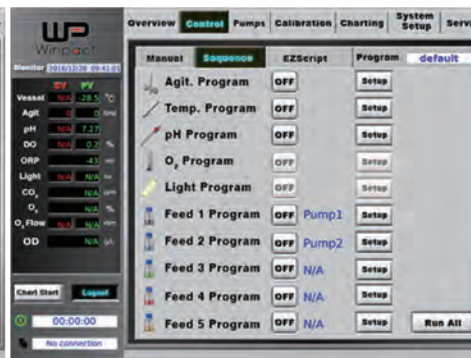 WP
Winpact
Monitor 2016/12/28 09:41:01
SV PV
Vessel N/A -28.5 °C
Agit 0 0 RPM
pH N/A 7.27
DO N/A 0.2 %
ORP -43
Light N/A N/A
CO₂ N/A
O₂ N/A %
O₂ Flow N/A N/A
OD N/A
Chart Start Logout
00:00:00
No connection
Overview Control Pumps Calibration Charting System Setup Servi
Manual Sequence EZScript Program default
Agit. Program OFF Setup
Temp. Program OFF Setup
pH Program OFF Setup
O₂ Program OFF Setup
Light Program OFF Setup
Feed 1 Program OFF Pump1 Setup
Feed 2 Program OFF Pump2 Setup
Feed 3 Program OFF N/A Setup
Feed 4 Program OFF N/A Setup
Feed 5 Program OFF N/A Setup Run All